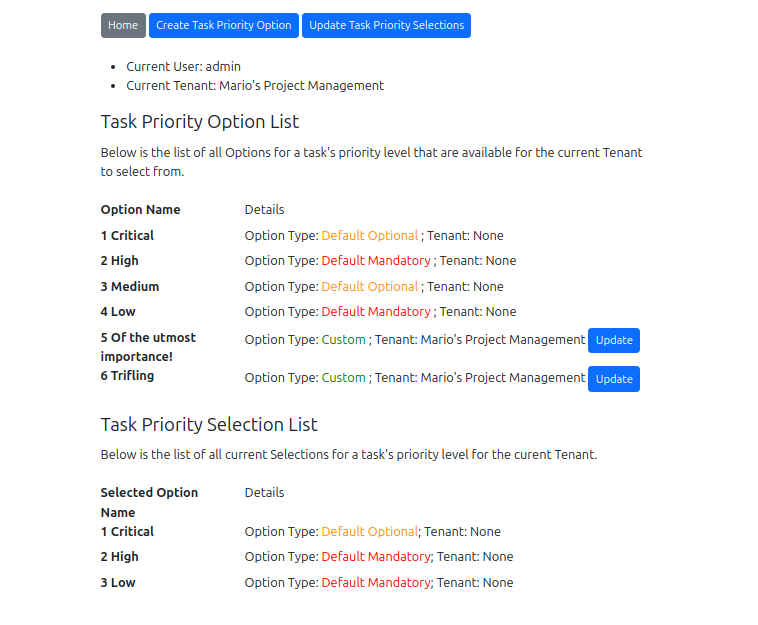 Home Create Task Priority Option Update Task Priority Selections
Current User: admin
Current Tenant: Mario's Project Management
Task Priority Option List
Below is the list of all Options for a task's priority level that are available for the current Tenant
to select from.
Option Name Details
1 Critical Option Type: Default Optional ; Tenant: None
2 High Option Type: Default Mandatory ; Tenant: None
3 Medium Option Type: Default Optional ; Tenant: None
4 Low Option Type: Default Mandatory ; Tenant: None
5 Of the utmost Option Type: Custom ; Tenant: Mario's Project Management Update
importance!
6 Trifling Option Type: Custom ; Tenant: Mario's Project Management Update
Task Priority Selection List
Below is the list of all current Selections for a task's priority level for the curent Tenant.
Selected Option Details
Name
1 Critical Option Type: Default Optional; Tenant: None
2 High Option Type: Default Mandatory; Tenant: None
3 Low Option Type: Default Mandatory; Tenant: None